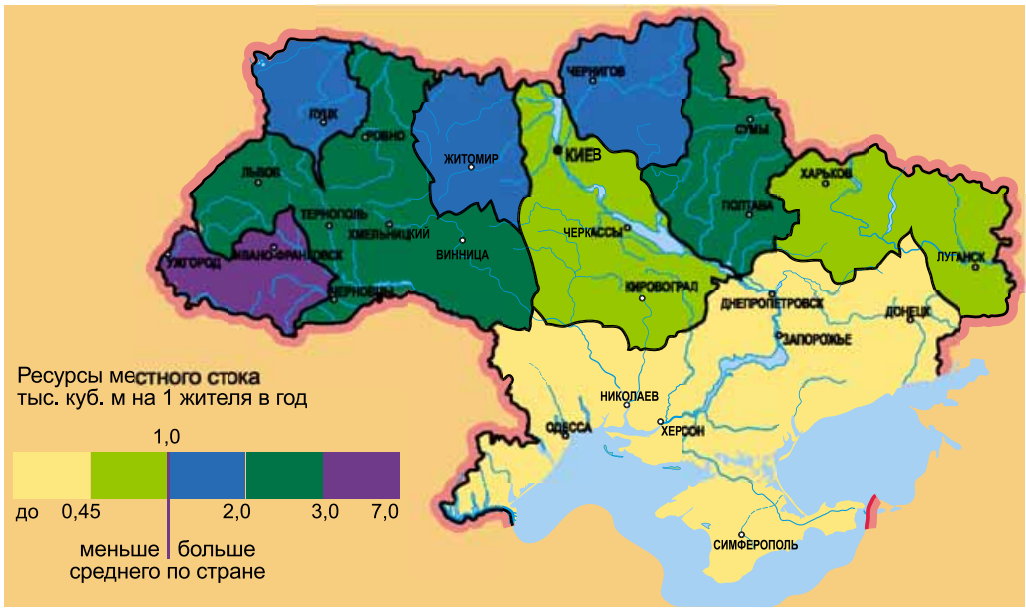 ЧЕРНИГОВ
ЛУЦК
СУМЫ
РОВНО
КИЕВ
ЖИТОМИР
ЛЬВОВ
ХАРЬКОВ
ПОЛТАВА
ТЕРНОПОЛЬ
ХМЕЛЬНИЦКИЙ
ЧЕРКАССЫ
ИВАНО-ФРАНКОВСК
ВИННИЦА
УЖГОРОД
ЛУГАНСК
КИРОВОГРАД
ЧЕРНОВЦЫ
ДНЕПРОПЕТРОВСК
ДОНЕЦК
ЗАПОРОЖЬЕ
НИКОЛАЕВ
ОДЕССА
ХЕРСОН
СИМФЕРОПОЛЬ
Ресурсы местного стока
тыс. куб. м на 1 жителя в год
1,0
до 0,45 2,0 3,0 7,0
меньше больше
среднего по стране